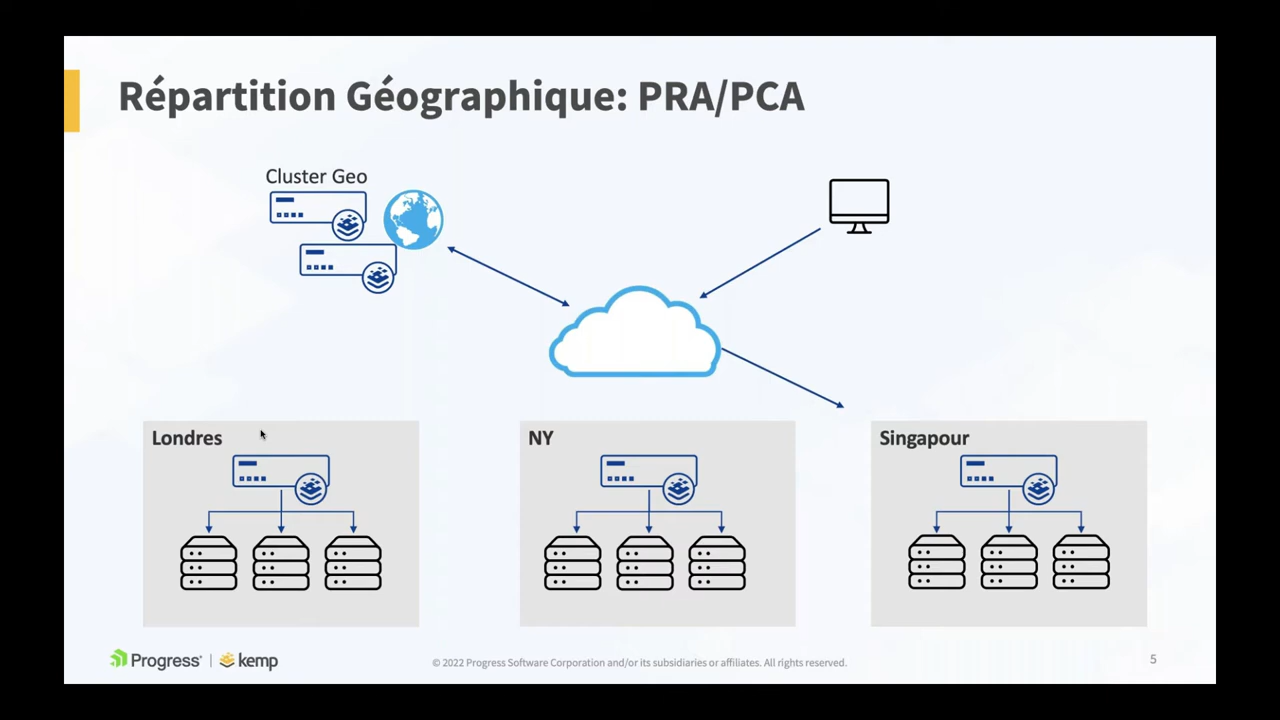 Répartition Géographique: PRA/PCA
Cluster Geo
Londres
NY
Singapour
Progress | kemp
© 2022 Progress Software Corporation and/or its subsidiaries or affiliates. All rights reserved.
5